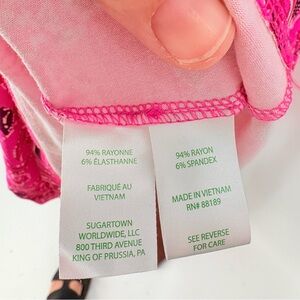 94% RAYONNE
6% ÉLASTHANNE
FABRIQUÉ AU
VIETNAM
SUGARTOWN
WORLDWIDE, LLC
800 THIRD AVENUE
KING OF PRUSSIA, PA
94% RAYON
6% SPANDEX
MADE IN VIETNAM
RN# 88189
SEE REVERSE
FOR CARE